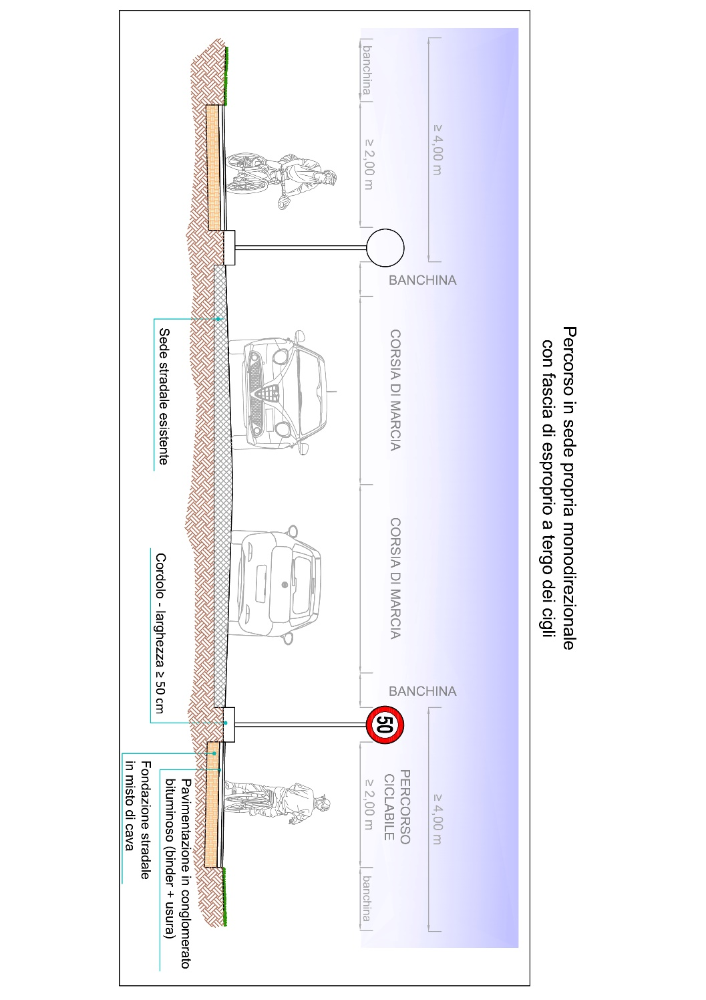 Percorso in sede propria monodirezionale
con fascia di esproprio a tergo dei cigli
≥ 4,00 m
≥ 4,00 m
BANCHINA
CORSIA DI MARCIA
CORSIA DI MARCIA
BANCHINA
PERCORSO
CICLABILE
banchina
≥ 2,00 m
50
≥ 2,00 m
banchina
Sede stradale esistente
Cordolo - larghezza ≥ 50 cm
Pavimentazione in conglomerato
bituminoso (binder + usura)
Fondazione stradale
in misto di cava